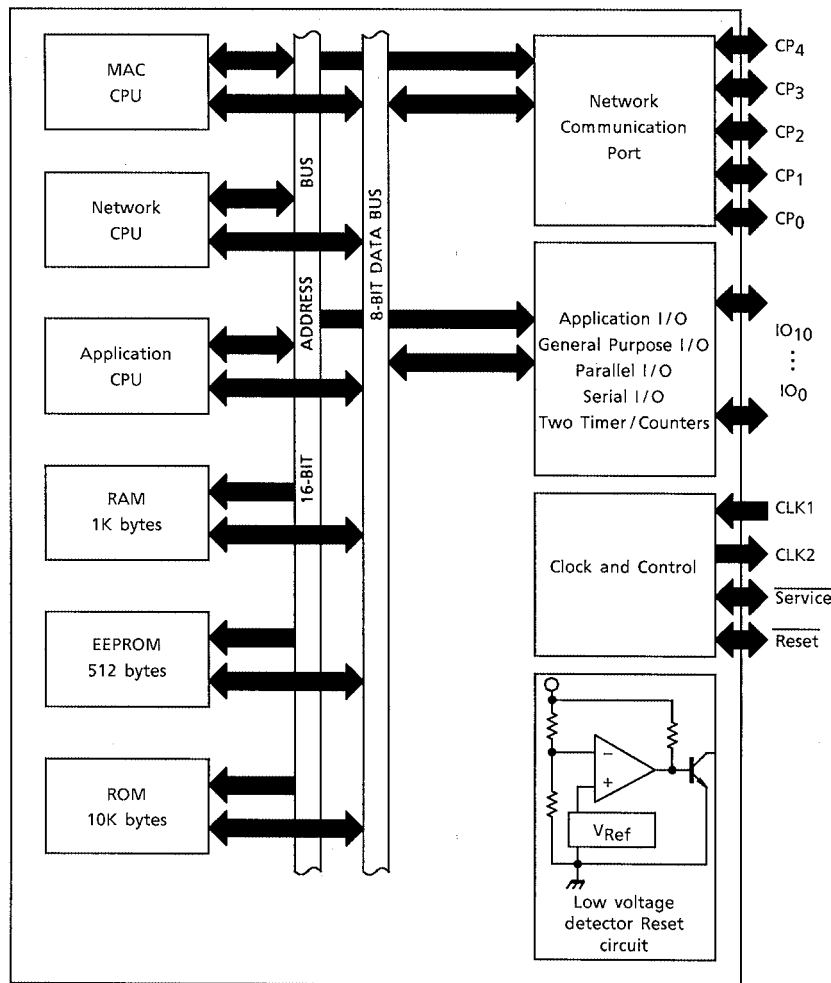 MAC
CPU
Network
CPU
Application
CPU
RAM
1K bytes
EEPROM
512 bytes
ROM
10K bytes
16-BIT ADDRESS BUS
8-BIT DATA BUS
Network
Communication
Port
CP4
CP3
CP2
CP1
CP0
Application I/O
General Purpose I/O
Parallel I/O
Serial I/O
Two Timer/Counters
IO10
⋮
IO0
Clock and Control
CLK1
CLK2
Service
Reset
−
+
VRef
Low voltage
detector Reset
circuit